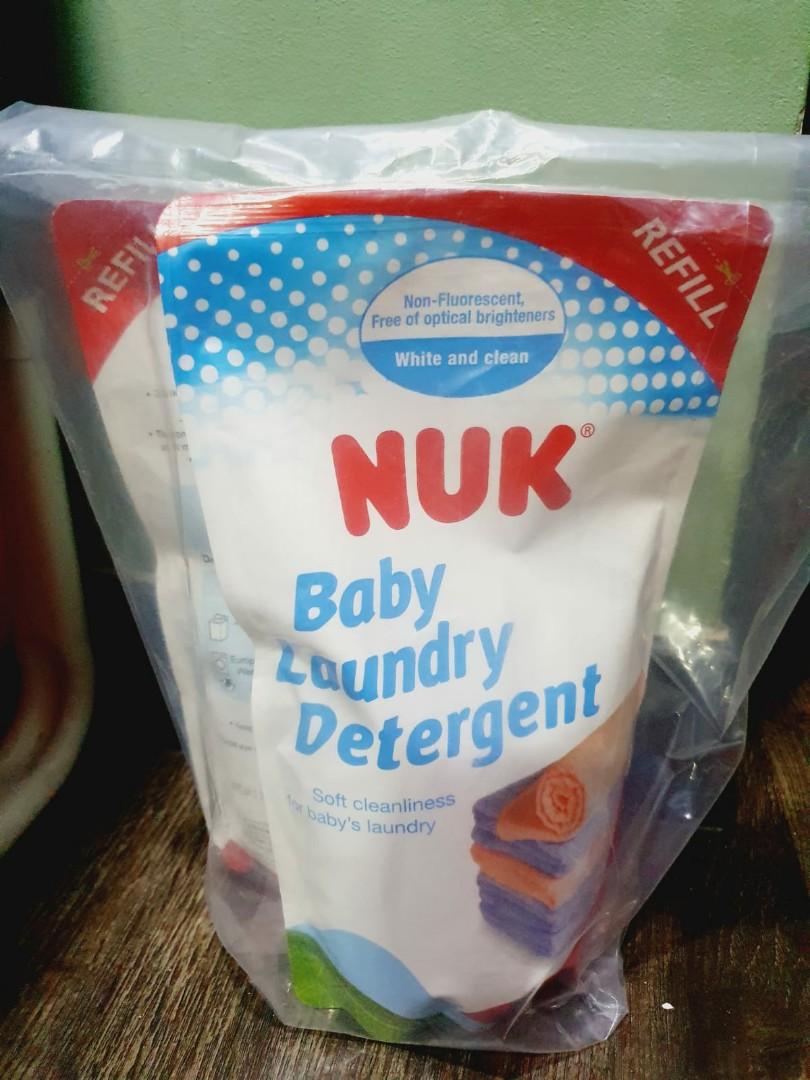 REFILL
REFILL
Non-Fluorescent,
Free of optical brighteners
White and clean
NUK®
Baby
Laundry
Detergent
Soft cleanliness
for baby's laundry